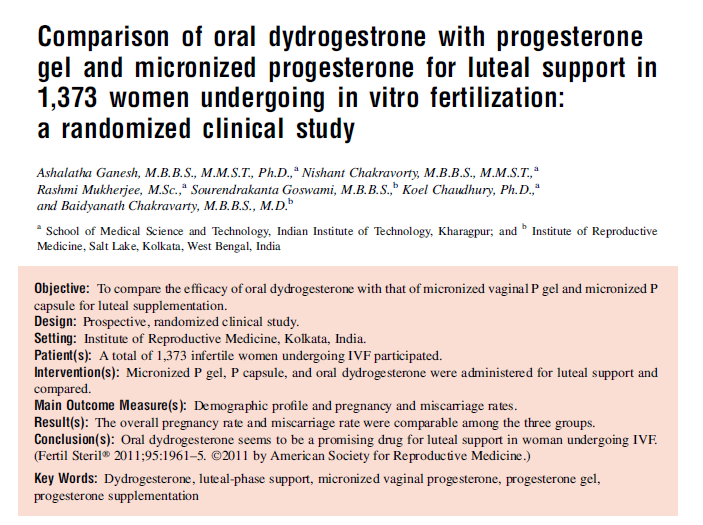 Comparison of oral dydrogestrone with progesterone
gel and micronized progesterone for luteal support in
1,373 women undergoing in vitro fertilization:
a randomized clinical study
Ashalatha Ganesh, M.B.B.S., M.M.S.T., Ph.D.,a Nishant Chakravorty, M.B.B.S., M.M.S.T.,a
Rashmi Mukherjee, M.Sc.,a Sourendrakanta Goswami, M.B.B.S.,b Koel Chaudhury, Ph.D.,a
and Baidyanath Chakravarty, M.B.B.S., M.D.b
a School of Medical Science and Technology, Indian Institute of Technology, Kharagpur; and b Institute of Reproductive
Medicine, Salt Lake, Kolkata, West Bengal, India
Objective: To compare the efficacy of oral dydrogesterone with that of micronized vaginal P gel and micronized P
capsule for luteal supplementation.
Design: Prospective, randomized clinical study.
Setting: Institute of Reproductive Medicine, Kolkata, India.
Patient(s): A total of 1,373 infertile women undergoing IVF participated.
Intervention(s): Micronized P gel, P capsule, and oral dydrogesterone were administered for luteal support and
compared.
Main Outcome Measure(s): Demographic profile and pregnancy and miscarriage rates.
Result(s): The overall pregnancy rate and miscarriage rate were comparable among the three groups.
Conclusion(s): Oral dydrogesterone seems to be a promising drug for luteal support in woman undergoing IVF.
(Fertil Steril® 2011;95:1961–5. ©2011 by American Society for Reproductive Medicine.)
Key Words: Dydrogesterone, luteal-phase support, micronized vaginal progesterone, progesterone gel,
progesterone supplementation